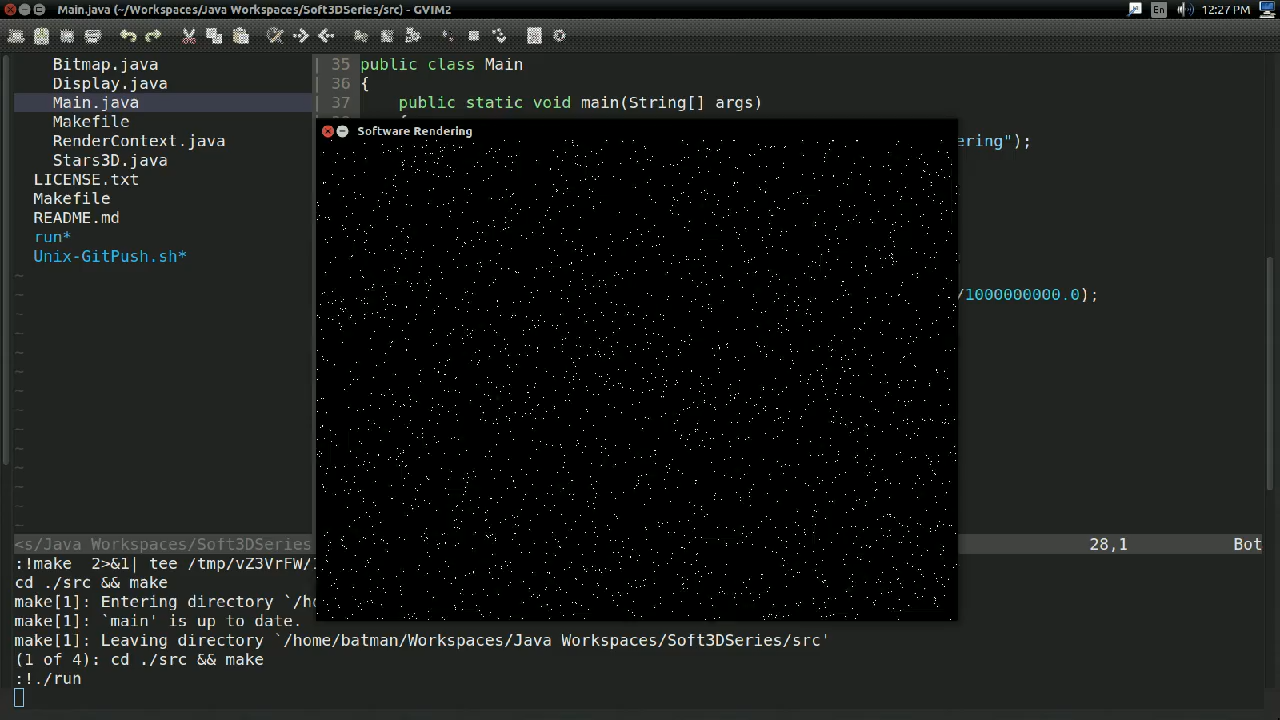 Main.java (~/Workspaces/Java Workspaces/Soft3DSeries/src) - GVIM2
En
12:27 PM
Bitmap.java
Display.java
Main.java
Makefile
RenderContext.java
Stars3D.java
LICENSE.txt
Makefile
README.md
run*
Unix-GitPush.sh*
~
~
~
~
~
~
~
~
~
~
~
~
~
~
35 public class Main
36 {
37 public static void main(String[] args)
{
Software Rendering
ering");
/1000000000.0);
<s/Java Workspaces/Soft3DSeries
28,1 Bot
:!make 2>&1| tee /tmp/vZ3VrFW/
cd ./src && make
make[1]: Entering directory `/ho
make[1]: `main' is up to date.
make[1]: Leaving directory `/home/batman/Workspaces/Java Workspaces/Soft3DSeries/src'
(1 of 4): cd ./src && make
:!./run